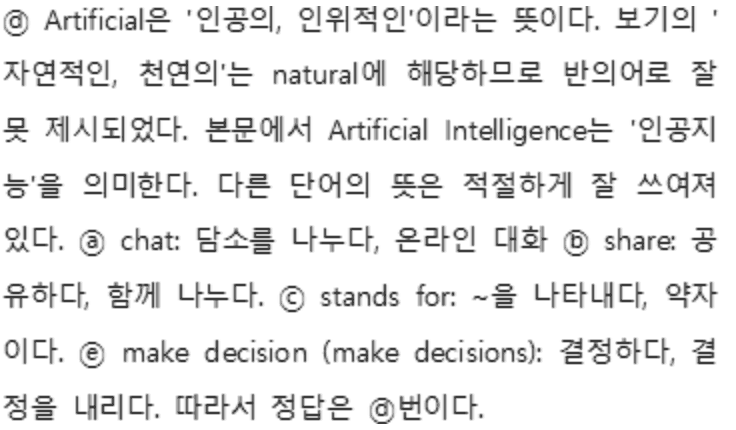 ⓓ Artificial은 '인공의, 인위적인'이라는 뜻이다. 보기의 '
자연적인, 천연의'는 natural에 해당하므로 반의어로 잘
못 제시되었다. 본문에서 Artificial Intelligence는 '인공지
능'을 의미한다. 다른 단어의 뜻은 적절하게 잘 쓰여져
있다. ⓐ chat: 담소를 나누다, 온라인 대화 ⓑ share: 공
유하다, 함께 나누다. ⓒ stands for: ~을 나타내다, 약자
이다. ⓔ make decision (make decisions): 결정하다, 결
정을 내리다. 따라서 정답은 ⓓ번이다.